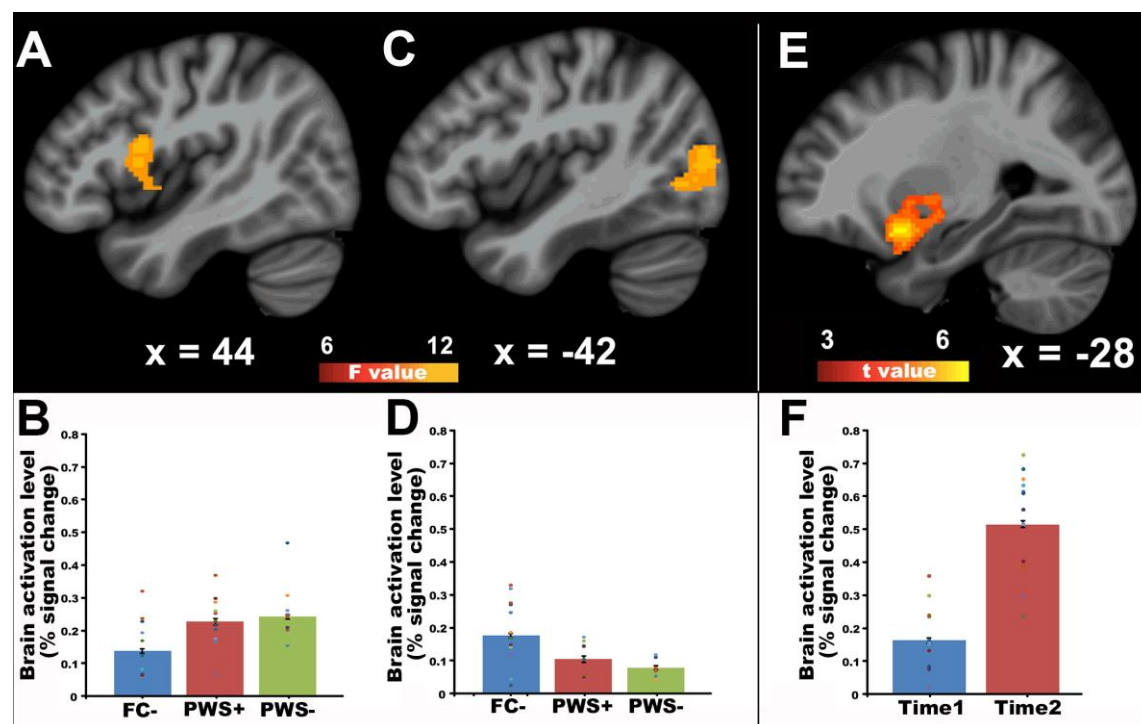 A
C
E
x = 44
6
12
F value
x = -42
3
6
t value
x = -28
B
Brain activation level
(% signal change)
0.8
0.7
0.6
0.5
0.4
0.3
0.2
0.1
0
FC-
PWS+
PWS-
D
Brain activation level
(% signal change)
0.8
0.7
0.6
0.5
0.4
0.3
0.2
0.1
0
FC-
PWS+
PWS-
F
Brain activation level
(% signal change)
0.8
0.7
0.6
0.5
0.4
0.3
0.2
0.1
0
Time1
Time2